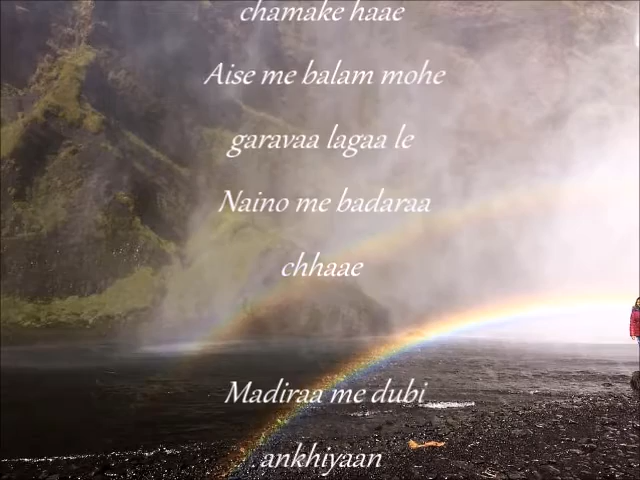 chamake haae
Aise me balam mohe
garavaa lagaa le
Naino me badaraa
chhaae
Madiraa me dubi
ankhiyaan